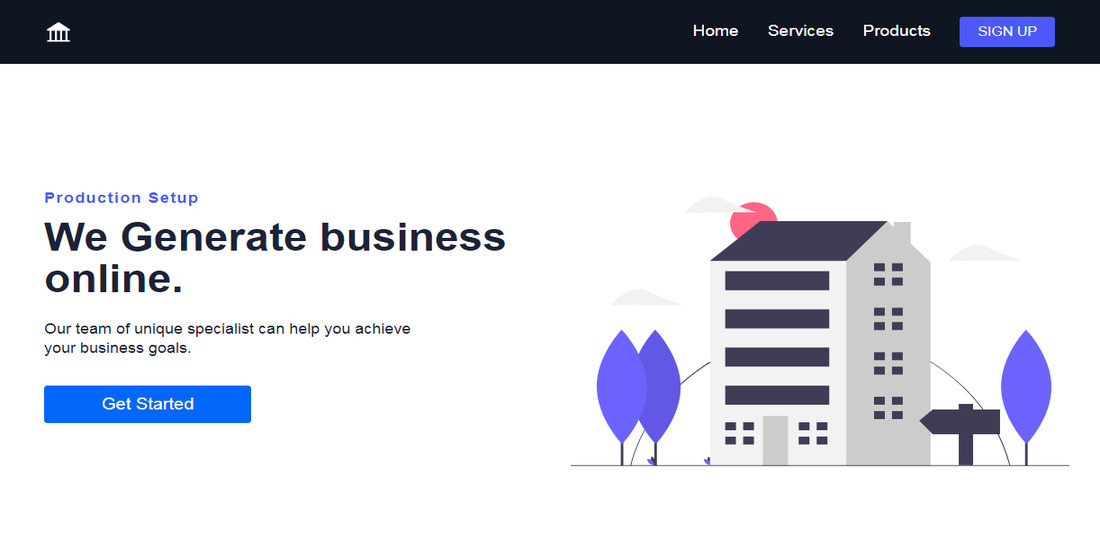 Home Services Products SIGN UP
Production Setup
We Generate business
online.
Our team of unique specialist can help you achieve
your business goals.
Get Started